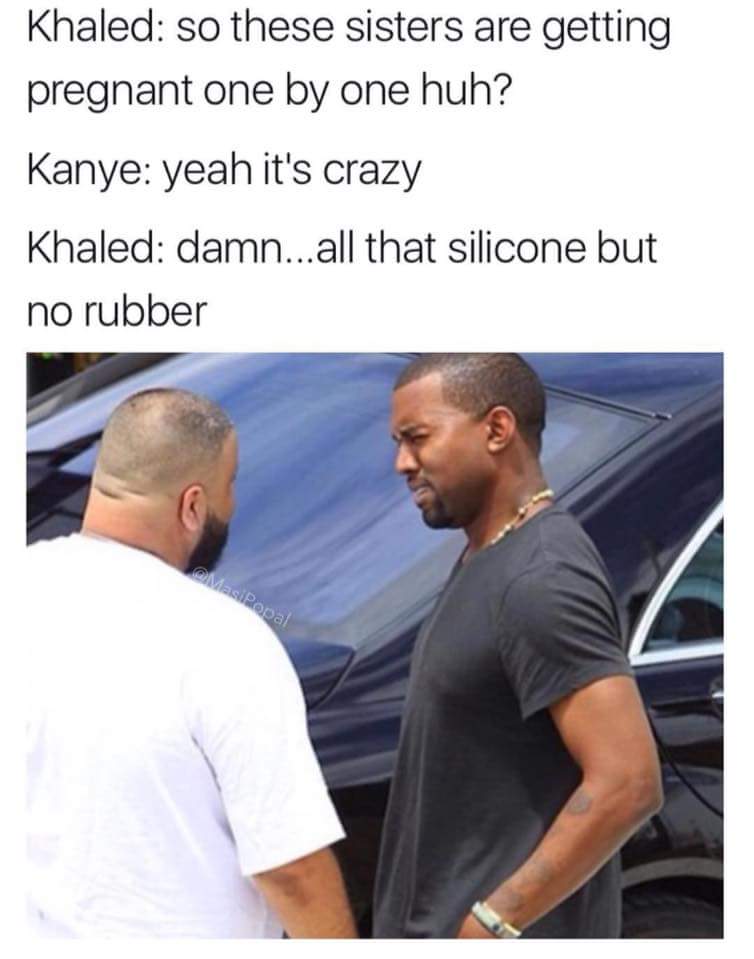 Khaled: so these sisters are getting
pregnant one by one huh?
Kanye: yeah it's crazy
Khaled: damn...all that silicone but
no rubber
@MasiPopal